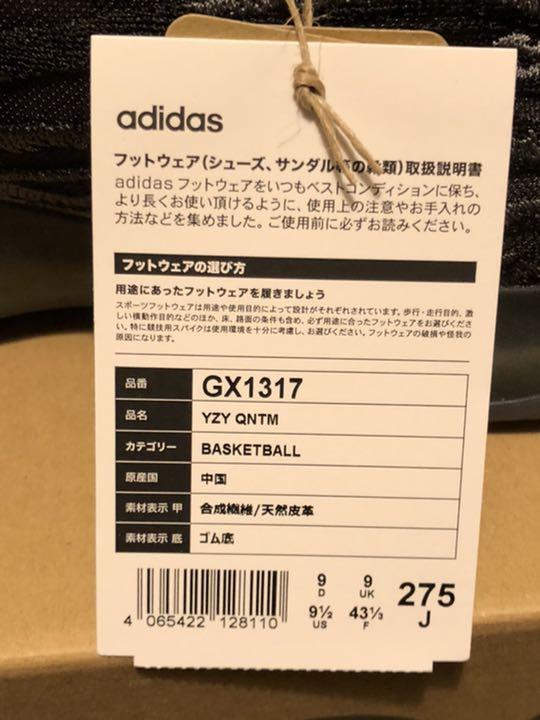 adidas
フットウェア(シューズ、サンダル等の種類)取扱説明書
adidas フットウェアをいつもベストコンディションに保ち、
より長くお使い頂けるように、使用上の注意やお手入れの
方法などを集めました。ご使用前に必ずお読みください。
フットウェアの選び方
用途にあったフットウェアを履きましょう
スポーツフットウェアは用途や使用目的によって設計がそれぞれされています。歩行・走行目的、激
しい横動作目的などのほか、床、路面の条件も含め、必ず用途に合ったフットウェアをお選びくださ
い。特に競技用スパイクは使用環境を十分に考慮し、お選びください。フットウェアの破損や怪我の
原因になります。
品番 GX1317
品名 YZY QNTM
カテゴリー BASKETBALL
原産国 中国
素材表示 甲 合成繊維/天然皮革
素材表示 底 ゴム底
9 9 275
D UK J
9½ 43⅓
US F
4 065422 128110